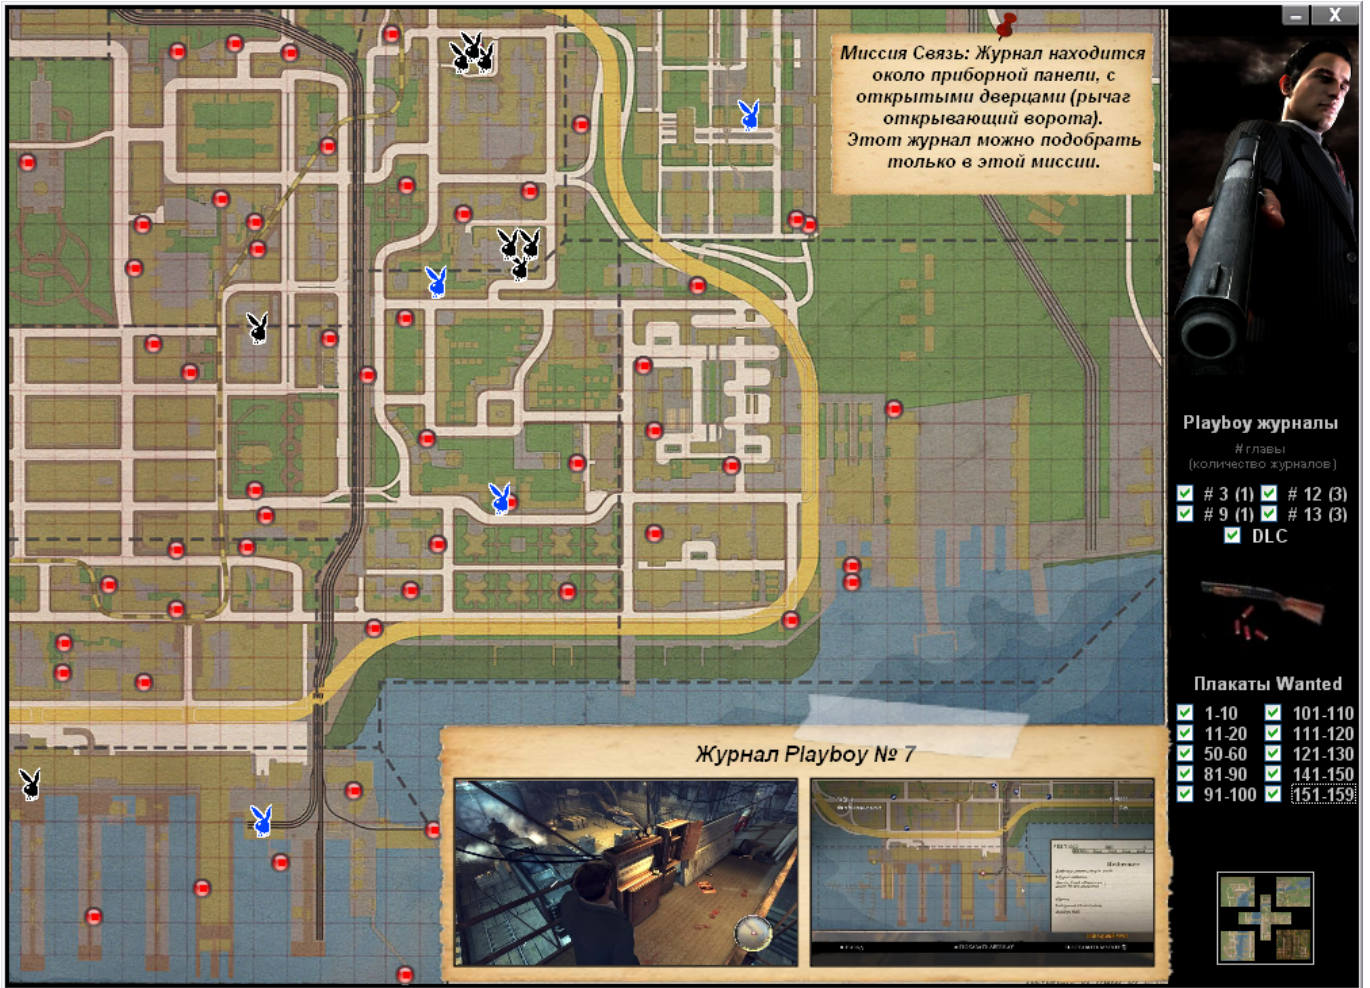 Миссия Связь: Журнал находится
около приборной панели, с
открытыми дверцами (рычаг
открывающий ворота).
Этот журнал можно подобрать
только в этой миссии.
X
Playboy журналы
# главы
(количество журналов)
# 3 (1) # 12 (3)
# 9 (1) # 13 (3)
DLC
Плакаты Wanted
1-10 101-110
11-20 111-120
50-60 121-130
81-90 141-150
91-100 151-159
Журнал Playboy № 7